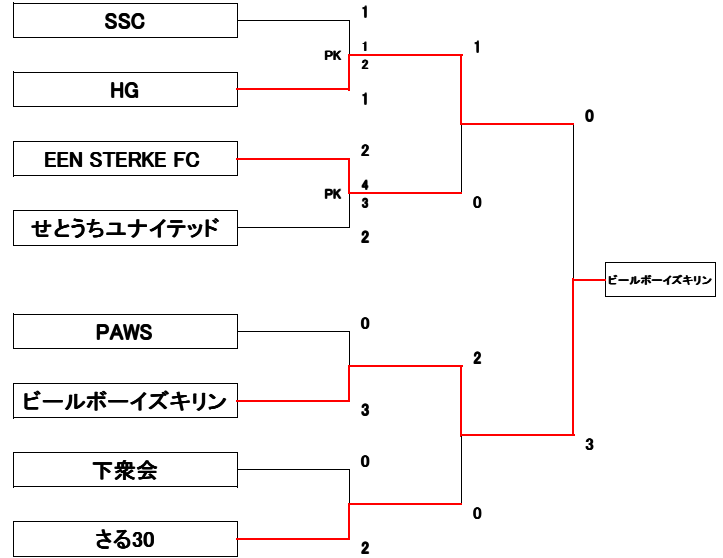 SSC
1
PK
1
2
1
HG
1
EEN STERKE FC
2
PK
4
3
0
せとうちユナイテッド
2
0
ビールボーイズキリン
PAWS
0
2
ビールボーイズキリン
3
3
下衆会
0
0
さる30
2